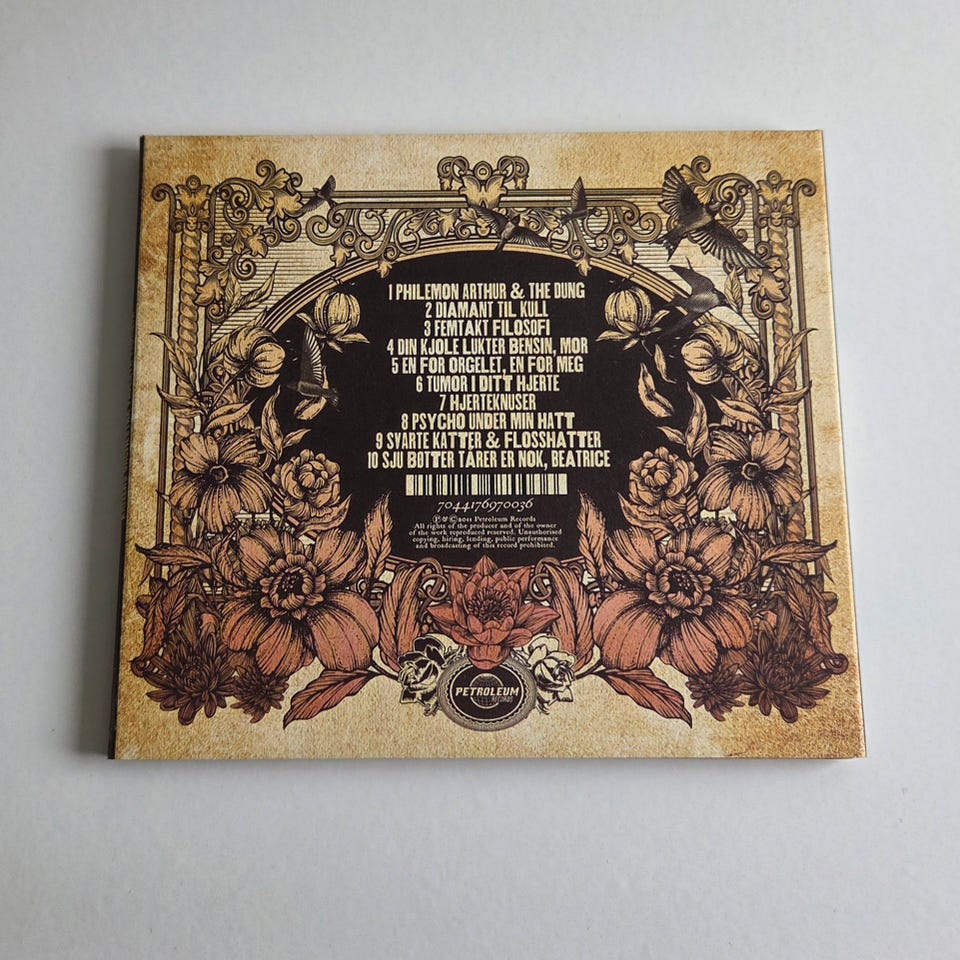 1 PHILEMON ARTHUR & THE DUNG
2 DIAMANT TIL KULL
3 FEMTAKT FILOSOFI
4 DIN KJOLE LUKTER BENSIN, MOR
5 EN FOR ORGELET, EN FOR MEG
6 TUMOR I DITT HJERTE
7 HJERTEKNUSER
8 PSYCHO UNDER MIN HATT
9 SVARTE KATTER & FLOSSHATTER
10 SJU BØTTER TÅRER ER NOK, BEATRICE
7044176970036
℗ & © 2011 Petroleum Records
All rights of the producer and of the owner
of the work reproduced reserved. Unauthorised
copying, hiring, lending, public performance
and broadcasting of this record prohibited.
PETROLEUM
RECORDS